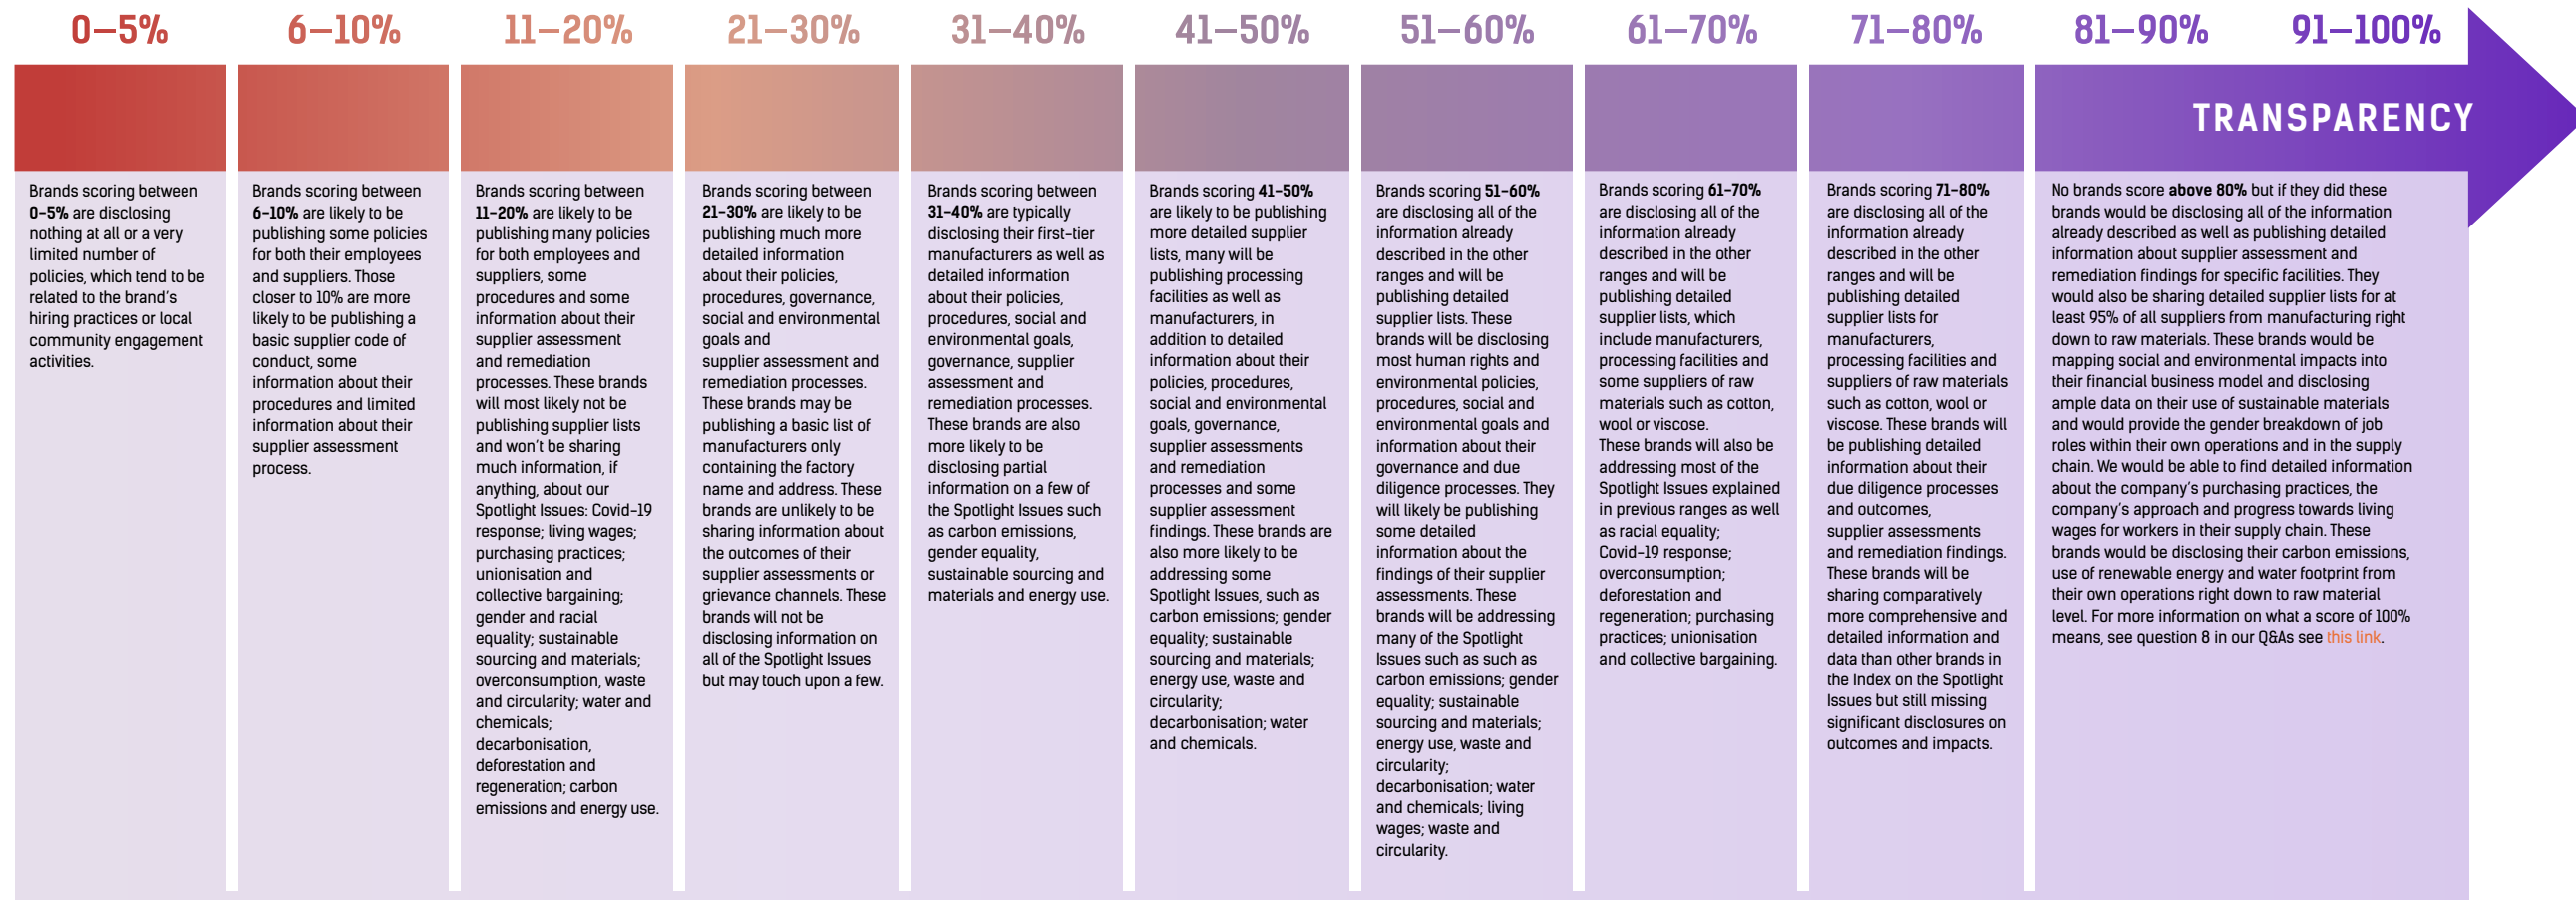 0–5%
6–10%
11–20%
21–30%
31–40%
41–50%
51–60%
61–70%
71–80%
81–90%
91–100%
TRANSPARENCY
Brands scoring between
0-5% are disclosing
nothing at all or a very
limited number of
policies, which tend to be
related to the brand's
hiring practices or local
community engagement
activities.
Brands scoring between
6-10% are likely to be
publishing some policies
for both their employees
and suppliers. Those
closer to 10% are more
likely to be publishing a
basic supplier code of
conduct, some
information about their
procedures and limited
information about their
supplier assessment
process.
Brands scoring between
11-20% are likely to be
publishing many policies
for both employees and
suppliers, some
procedures and some
information about their
supplier assessment
and remediation
processes. These brands
will most likely not be
publishing supplier lists
and won't be sharing
much information, if
anything, about our
Spotlight Issues: Covid-19
response; living wages;
purchasing practices;
unionisation and
collective bargaining;
gender and racial
equality; sustainable
sourcing and materials;
overconsumption, waste
and circularity; water and
chemicals;
decarbonisation,
deforestation and
regeneration; carbon
emissions and energy use.
Brands scoring between
21-30% are likely to be
publishing much more
detailed information
about their policies,
procedures, governance,
social and environmental
goals and
supplier assessment and
remediation processes.
These brands may be
publishing a basic list of
manufacturers only
containing the factory
name and address. These
brands are unlikely to be
sharing information about
the outcomes of their
supplier assessments or
grievance channels. These
brands will not be
disclosing information on
all of the Spotlight Issues
but may touch upon a few.
Brands scoring between
31-40% are typically
disclosing their first-tier
manufacturers as well as
detailed information
about their policies,
procedures, social and
environmental goals,
governance, supplier
assessment and
remediation processes.
These brands are also
more likely to be
disclosing partial
information on a few of
the Spotlight Issues such
as carbon emissions,
gender equality,
sustainable sourcing and
materials and energy use.
Brands scoring 41-50%
are likely to be publishing
more detailed supplier
lists, many will be
publishing processing
facilities as well as
manufacturers, in
addition to detailed
information about their
policies, procedures,
social and environmental
goals, governance,
supplier assessments
and remediation
processes and some
supplier assessment
findings. These brands are
also more likely to be
addressing some
Spotlight Issues, such as
carbon emissions; gender
equality; sustainable
sourcing and materials;
energy use, waste and
circularity;
decarbonisation; water
and chemicals.
Brands scoring 51-60%
are disclosing all of the
information already
described in the other
ranges and will be
publishing detailed
supplier lists. These
brands will be disclosing
most human rights and
environmental policies,
procedures, social and
environmental goals and
information about their
governance and due
diligence processes. They
will likely be publishing
some detailed
information about the
findings of their supplier
assessments. These
brands will be addressing
many of the Spotlight
Issues such as such as
carbon emissions; gender
equality; sustainable
sourcing and materials;
energy use, waste and
circularity;
decarbonisation; water
and chemicals; living
wages; waste and
circularity.
Brands scoring 61-70%
are disclosing all of the
information already
described in the other
ranges and will be
publishing detailed
supplier lists, which
include manufacturers,
processing facilities and
some suppliers of raw
materials such as cotton,
wool or viscose.
These brands will also be
addressing most of the
Spotlight Issues explained
in previous ranges as well
as racial equality;
Covid-19 response;
overconsumption;
deforestation and
regeneration; purchasing
practices; unionisation
and collective bargaining.
Brands scoring 71-80%
are disclosing all of the
information already
described in the other
ranges and will be
publishing detailed
supplier lists for
manufacturers,
processing facilities and
suppliers of raw materials
such as cotton, wool or
viscose. These brands will
be publishing detailed
information about their
due diligence processes
and outcomes,
supplier assessments
and remediation findings.
These brands will be
sharing comparatively
more comprehensive and
detailed information and
data than other brands in
the Index on the Spotlight
Issues but still missing
significant disclosures on
outcomes and impacts.
No brands score above 80% but if they did these
brands would be disclosing all of the information
already described as well as publishing detailed
information about supplier assessment and
remediation findings for specific facilities. They
would also be sharing detailed supplier lists for at
least 95% of all suppliers from manufacturing right
down to raw materials. These brands would be
mapping social and environmental impacts into
their financial business model and disclosing
ample data on their use of sustainable materials
and would provide the gender breakdown of job
roles within their own operations and in the supply
chain. We would be able to find detailed information
about the company's purchasing practices, the
company's approach and progress towards living
wages for workers in their supply chain. These
brands would be disclosing their carbon emissions,
use of renewable energy and water footprint from
their own operations right down to raw material
level. For more information on what a score of 100%
means, see question 8 in our Q&As see this link.